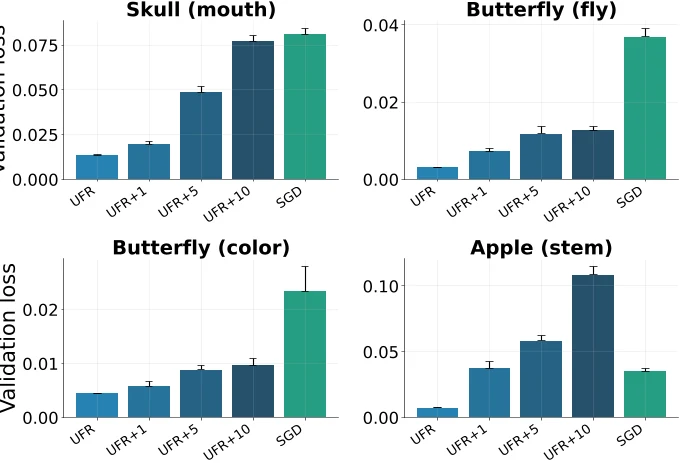 Skull (mouth)
Validation loss
0.075
0.050
0.025
0.000
UFR
UFR+1
UFR+5
UFR+10
SGD
Butterfly (fly)
0.04
0.02
0.00
UFR
UFR+1
UFR+5
UFR+10
SGD
Butterfly (color)
Validation loss
0.02
0.01
0.00
UFR
UFR+1
UFR+5
UFR+10
SGD
Apple (stem)
0.10
0.05
0.00
UFR
UFR+1
UFR+5
UFR+10
SGD